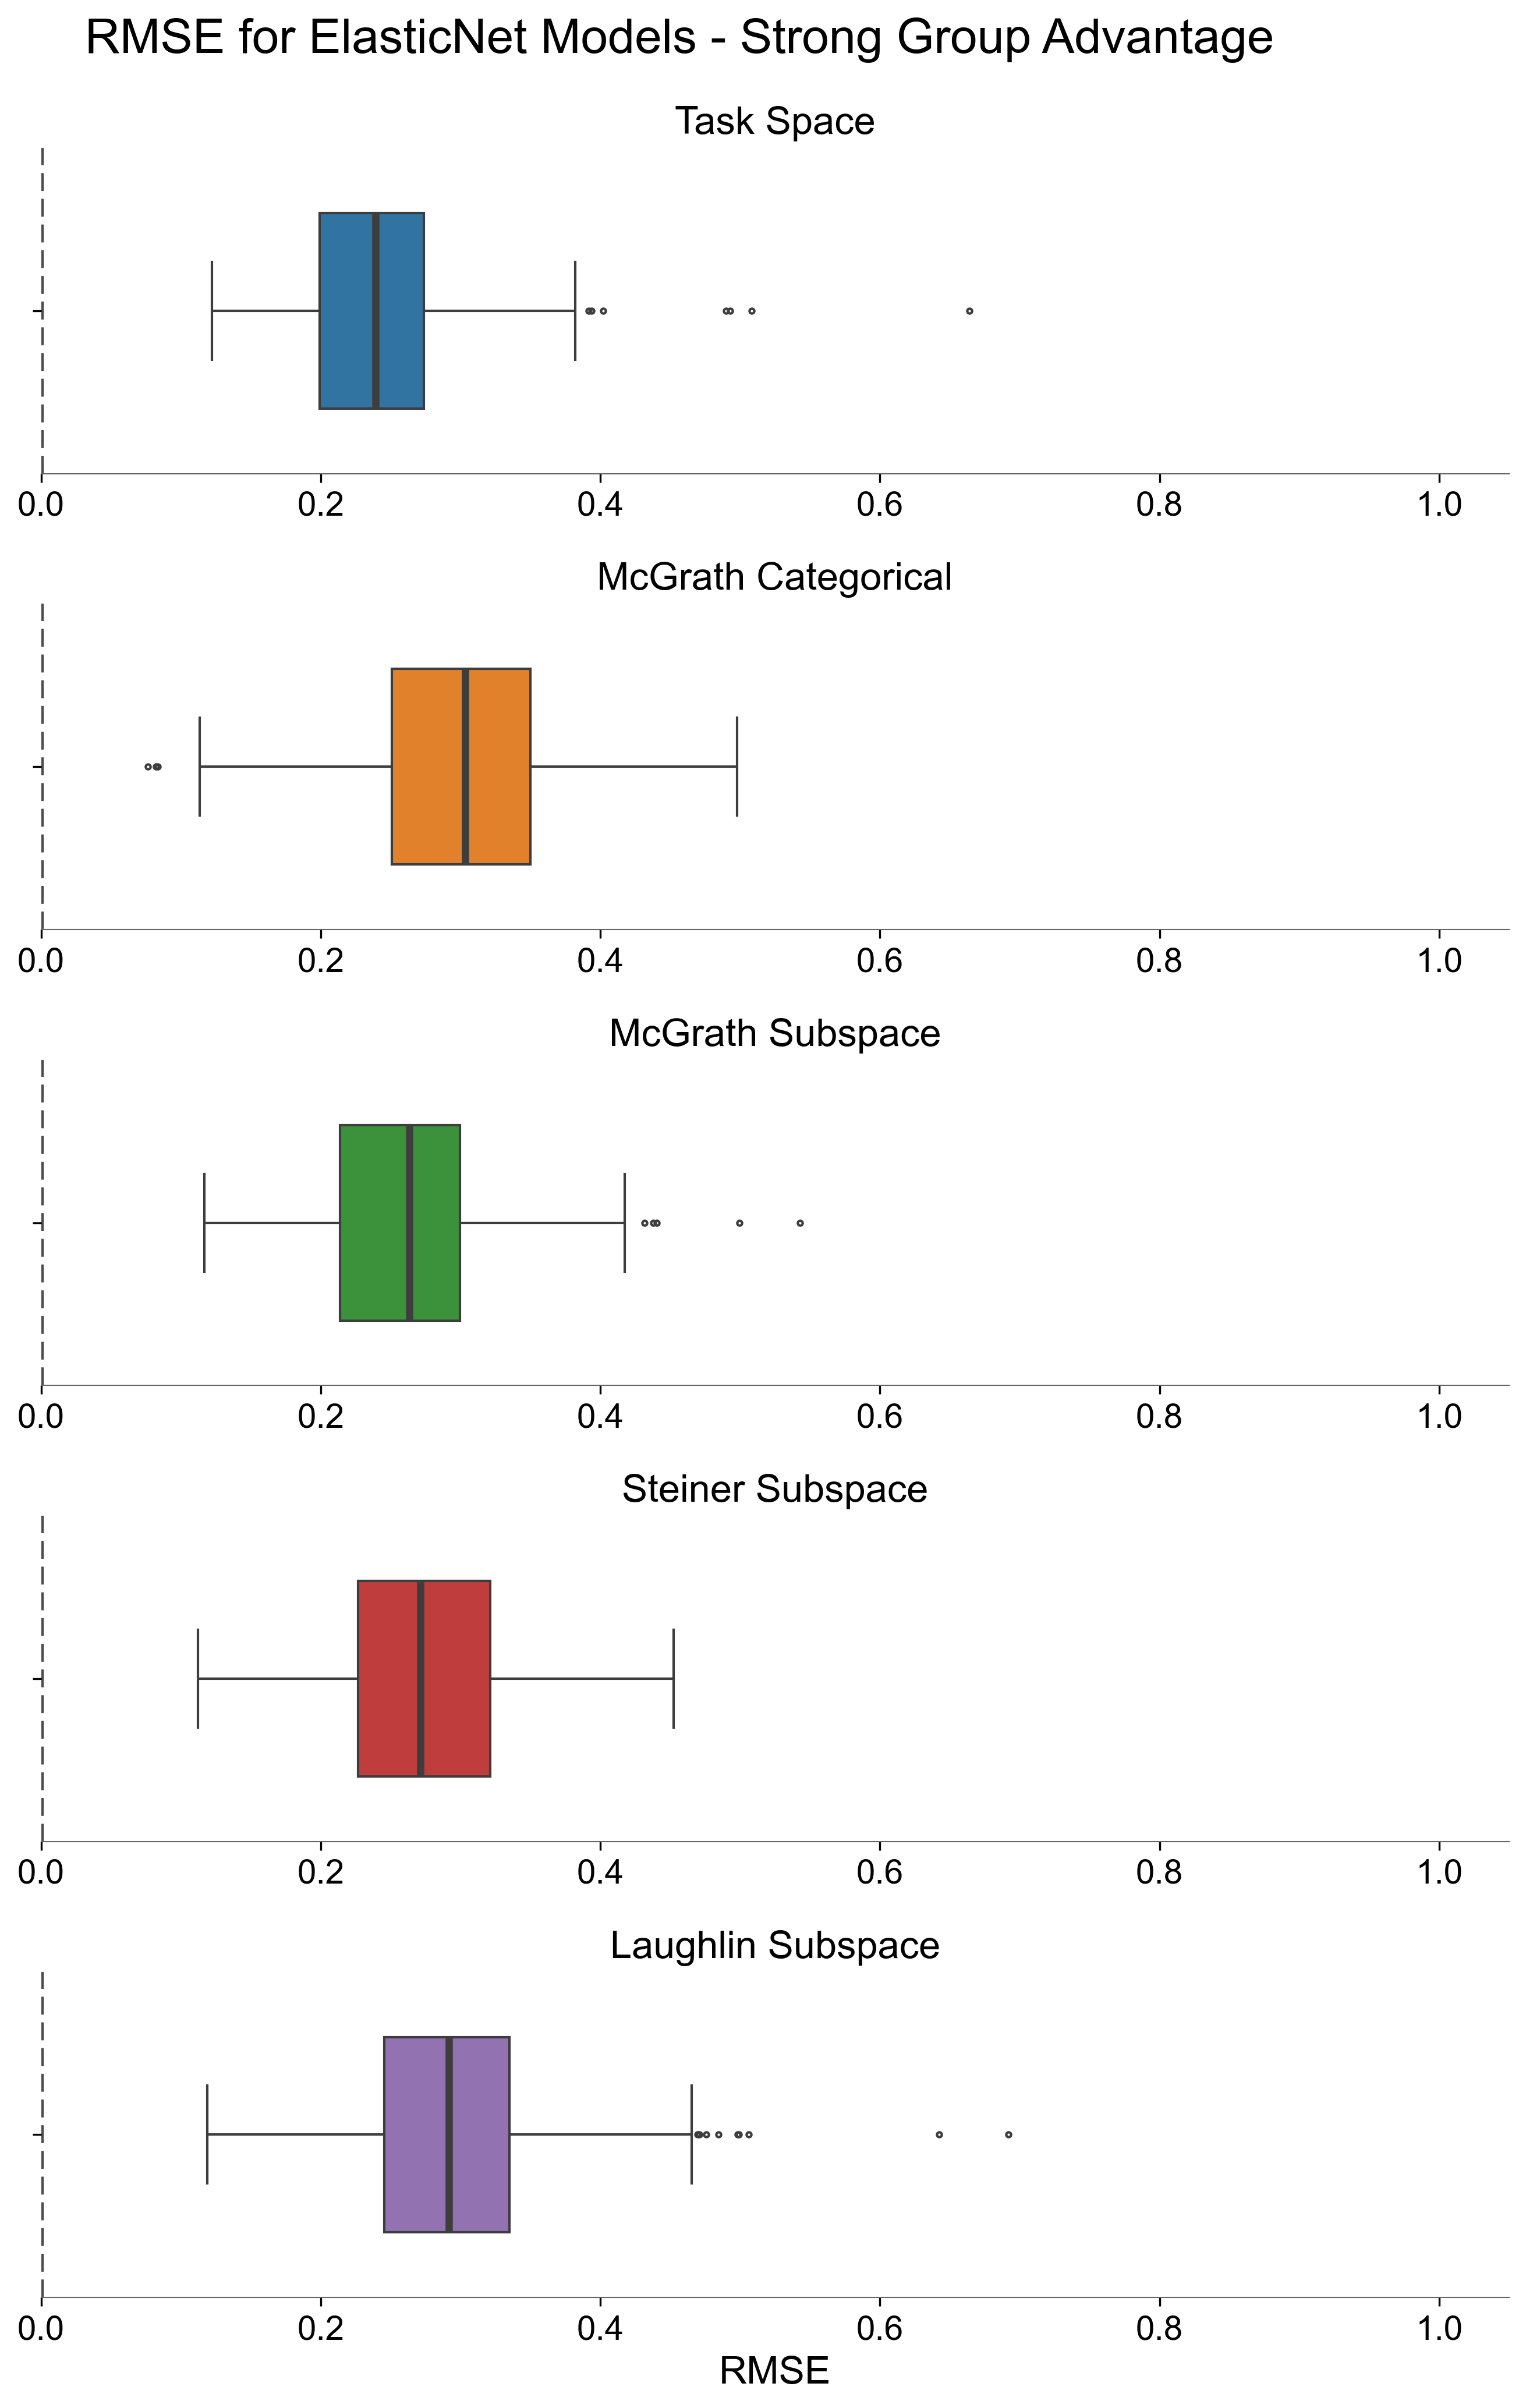 RMSE for ElasticNet Models - Strong Group Advantage
Task Space
0.0 0.2 0.4 0.6 0.8 1.0
McGrath Categorical
0.0 0.2 0.4 0.6 0.8 1.0
McGrath Subspace
0.0 0.2 0.4 0.6 0.8 1.0
Steiner Subspace
0.0 0.2 0.4 0.6 0.8 1.0
Laughlin Subspace
0.0 0.2 0.4 0.6 0.8 1.0
RMSE